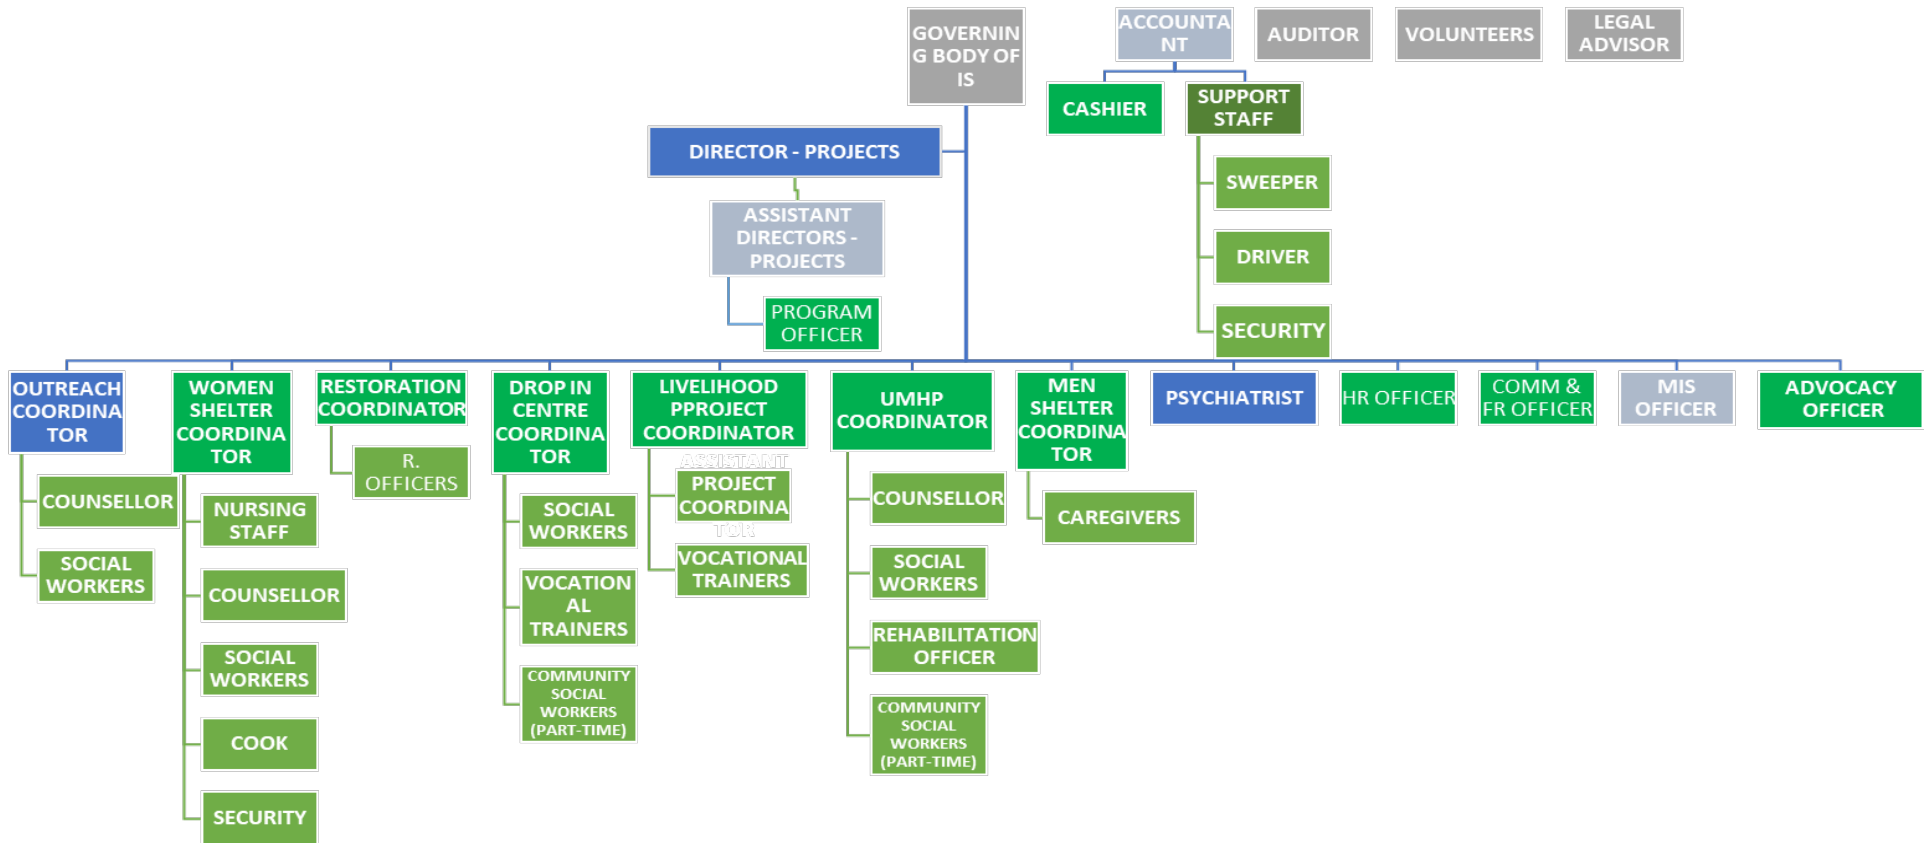 GOVERNIN
G BODY OF
IS
ACCOUNTA
NT
AUDITOR
VOLUNTEERS
LEGAL
ADVISOR
CASHIER
SUPPORT
STAFF
SWEEPER
DRIVER
SECURITY
DIRECTOR - PROJECTS
ASSISTANT
DIRECTORS -
PROJECTS
PROGRAM
OFFICER
OUTREACH
COORDINA
TOR
COUNSELLOR
SOCIAL
WORKERS
WOMEN
SHELTER
COORDINA
TOR
NURSING
STAFF
COUNSELLOR
SOCIAL
WORKERS
COOK
SECURITY
RESTORATION
COORDINATOR
R.
OFFICERS
DROP IN
CENTRE
COORDINA
TOR
SOCIAL
WORKERS
VOCATION
AL
TRAINERS
COMMUNITY
SOCIAL
WORKERS
(PART-TIME)
LIVELIHOOD
PPROJECT
COORDINATOR
ASSISTANT
PROJECT
COORDINA
TOR
VOCATIONAL
TRAINERS
UMHP
COORDINATOR
COUNSELLOR
SOCIAL
WORKERS
REHABILITATION
OFFICER
COMMUNITY
SOCIAL
WORKERS
(PART-TIME)
MEN
SHELTER
COORDINA
TOR
CAREGIVERS
PSYCHIATRIST
HR OFFICER
COMM &
FR OFFICER
MIS
OFFICER
ADVOCACY
OFFICER